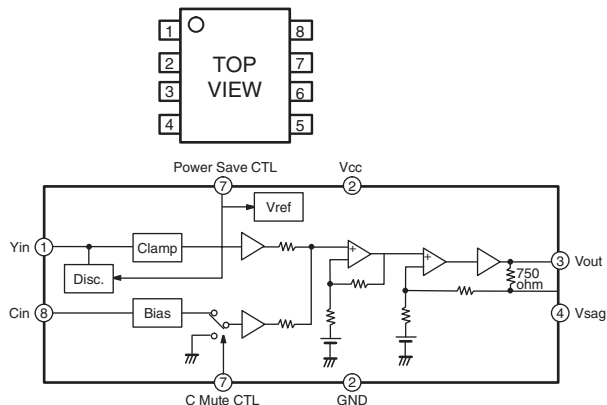 1 8
2 TOP 7
3 VIEW 6
4 5
Power Save CTL Vcc
7 2
Vref
Yin 1 Clamp
Disc.
+ + 3 Vout
750
ohm
Cin 8 Bias 4 Vsag
7 2
C Mute CTL GND